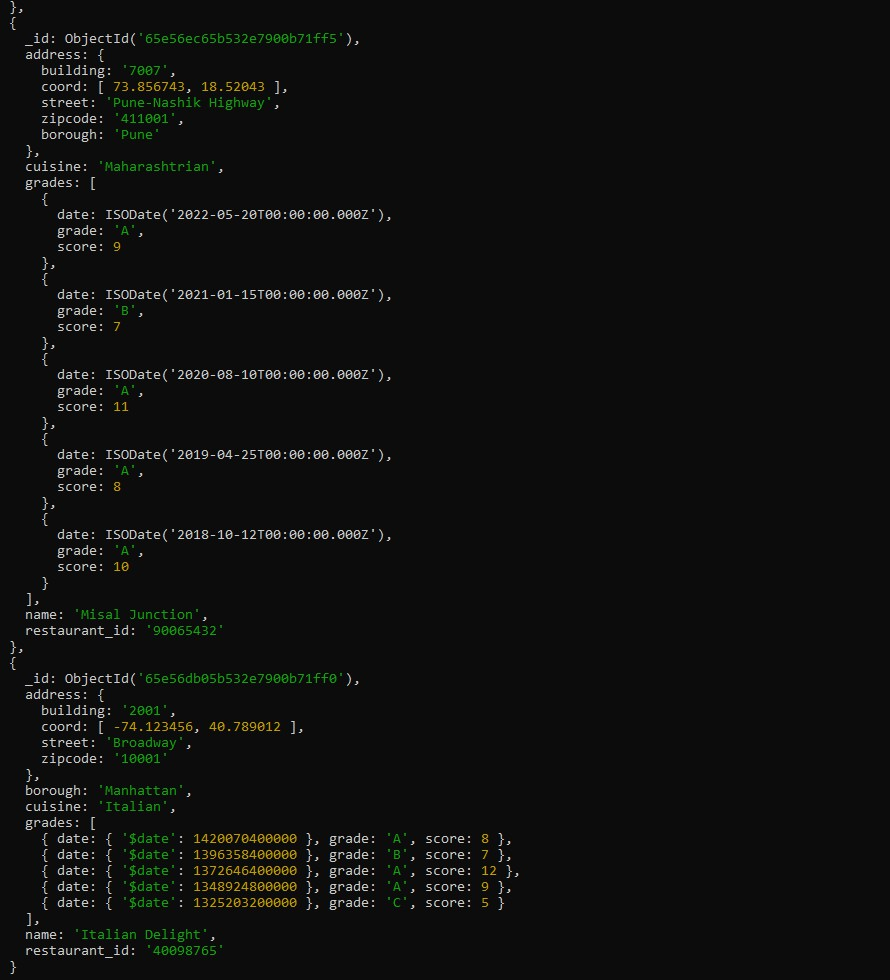 },
{
  _id: ObjectId('65e56ec65b532e7900b71ff5'),
  address: {
    building: '7007',
    coord: [ 73.856743, 18.52043 ],
    street: 'Pune-Nashik Highway',
    zipcode: '411001',
    borough: 'Pune'
  },
  cuisine: 'Maharashtrian',
  grades: [
    {
      date: ISODate('2022-05-20T00:00:00.000Z'),
      grade: 'A',
      score: 9
    },
    {
      date: ISODate('2021-01-15T00:00:00.000Z'),
      grade: 'B',
      score: 7
    },
    {
      date: ISODate('2020-08-10T00:00:00.000Z'),
      grade: 'A',
      score: 11
    },
    {
      date: ISODate('2019-04-25T00:00:00.000Z'),
      grade: 'A',
      score: 8
    },
    {
      date: ISODate('2018-10-12T00:00:00.000Z'),
      grade: 'A',
      score: 10
    }
  ],
  name: 'Misal Junction',
  restaurant_id: '90065432'
},
{
  _id: ObjectId('65e56db05b532e7900b71ff0'),
  address: {
    building: '2001',
    coord: [ -74.123456, 40.789012 ],
    street: 'Broadway',
    zipcode: '10001'
  },
  borough: 'Manhattan',
  cuisine: 'Italian',
  grades: [
    { date: { '$date': 1420070400000 }, grade: 'A', score: 8 },
    { date: { '$date': 1396358400000 }, grade: 'B', score: 7 },
    { date: { '$date': 1372646400000 }, grade: 'A', score: 12 },
    { date: { '$date': 1348924800000 }, grade: 'A', score: 9 },
    { date: { '$date': 1325203200000 }, grade: 'C', score: 5 }
  ],
  name: 'Italian Delight',
  restaurant_id: '40098765'
}